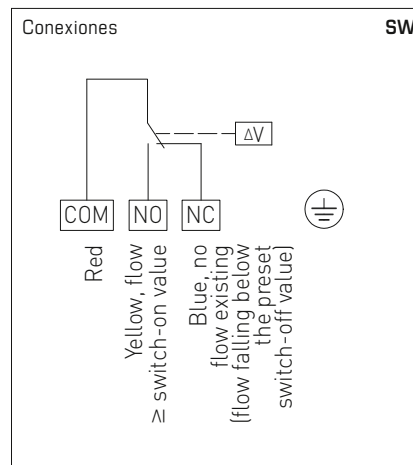 Conexiones
SW
ΔV
COM
NO
NC
Red
Yellow, flow
≥ switch-on value
Blue, no
flow existing
(flow falling below
the preset
switch-off value)